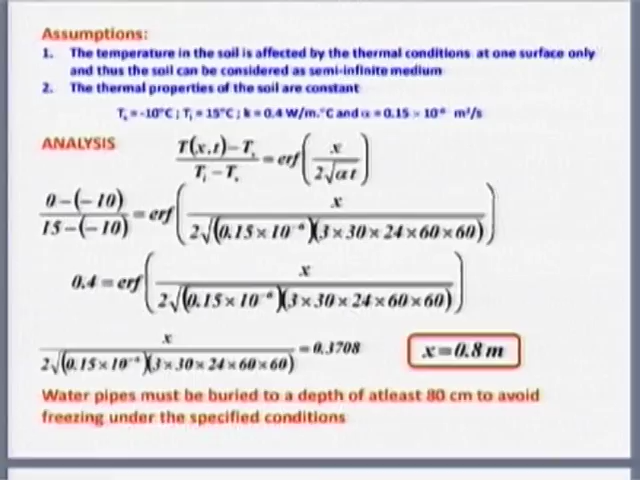 Assumptions:
1. The temperature in the soil is affected by the thermal conditions at one surface only
and thus the soil can be considered as semi-infinite medium
2. The thermal properties of the soil are constant
Tₛ = -10°C ; Tᵢ = 15°C ; k = 0.4 W/m.°C and α = 0.15 × 10⁻⁶ m²/s
ANALYSIS
(T(x,t) − Tₛ)/(Tᵢ − Tₛ) = erf(x/(2√(αt)))
(0 − (−10))/(15 − (−10)) = erf(x/(2√((0.15×10⁻⁶)(3×30×24×60×60))))
0.4 = erf(x/(2√((0.15×10⁻⁶)(3×30×24×60×60))))
x/(2√((0.15×10⁻⁶)(3×30×24×60×60))) = 0.3708
x = 0.8 m
Water pipes must be buried to a depth of atleast 80 cm to avoid
freezing under the specified conditions